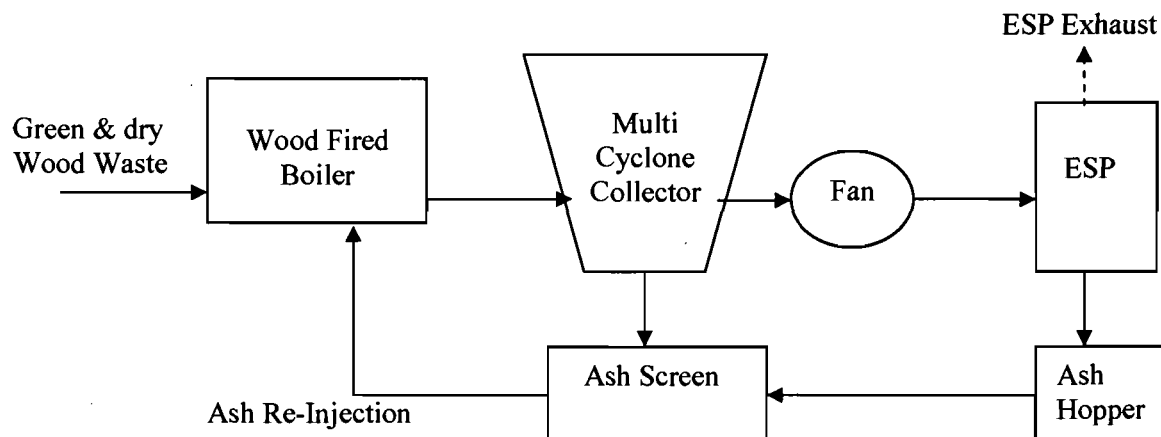 ESP Exhaust
Green & dry
Wood Waste
Wood Fired
Boiler
Multi
Cyclone
Collector
Fan
ESP
Ash Re-Injection
Ash Screen
Ash
Hopper